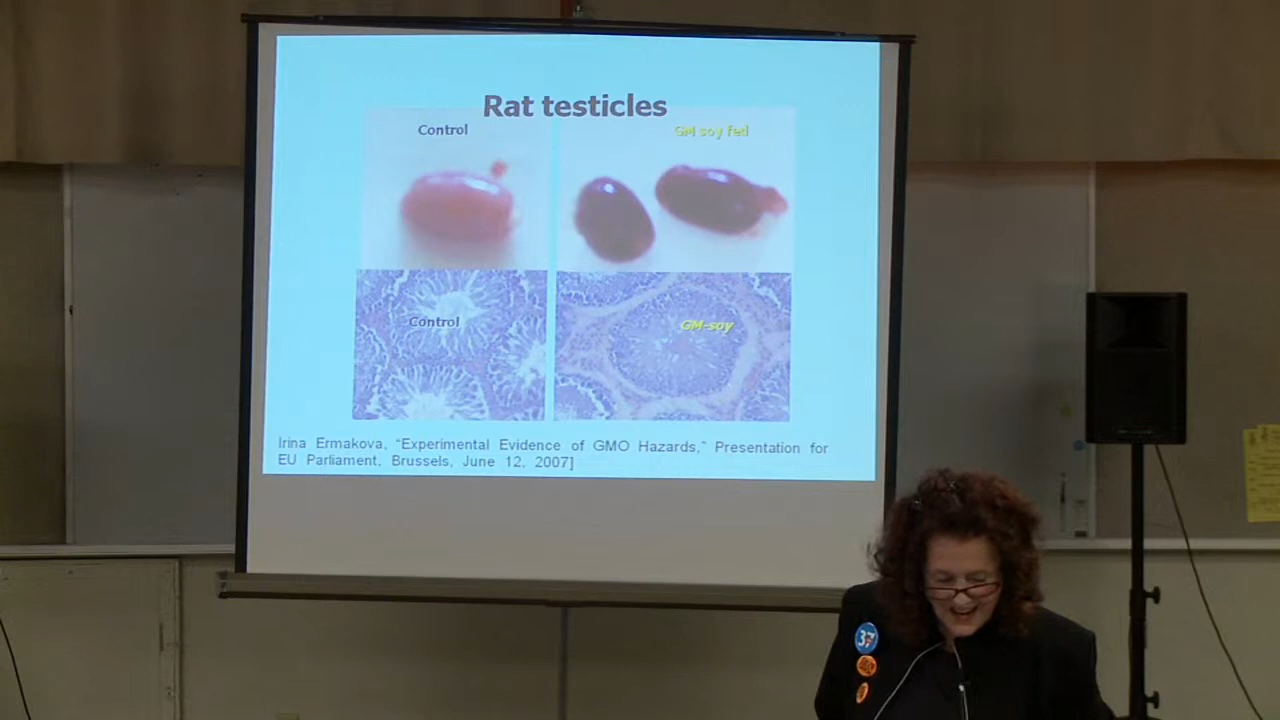 Rat testicles
Control
GM soy fed
Control
GM-soy
Irina Ermakova, “Experimental Evidence of GMO Hazards,” Presentation for
EU Parliament, Brussels, June 12, 2007]
37